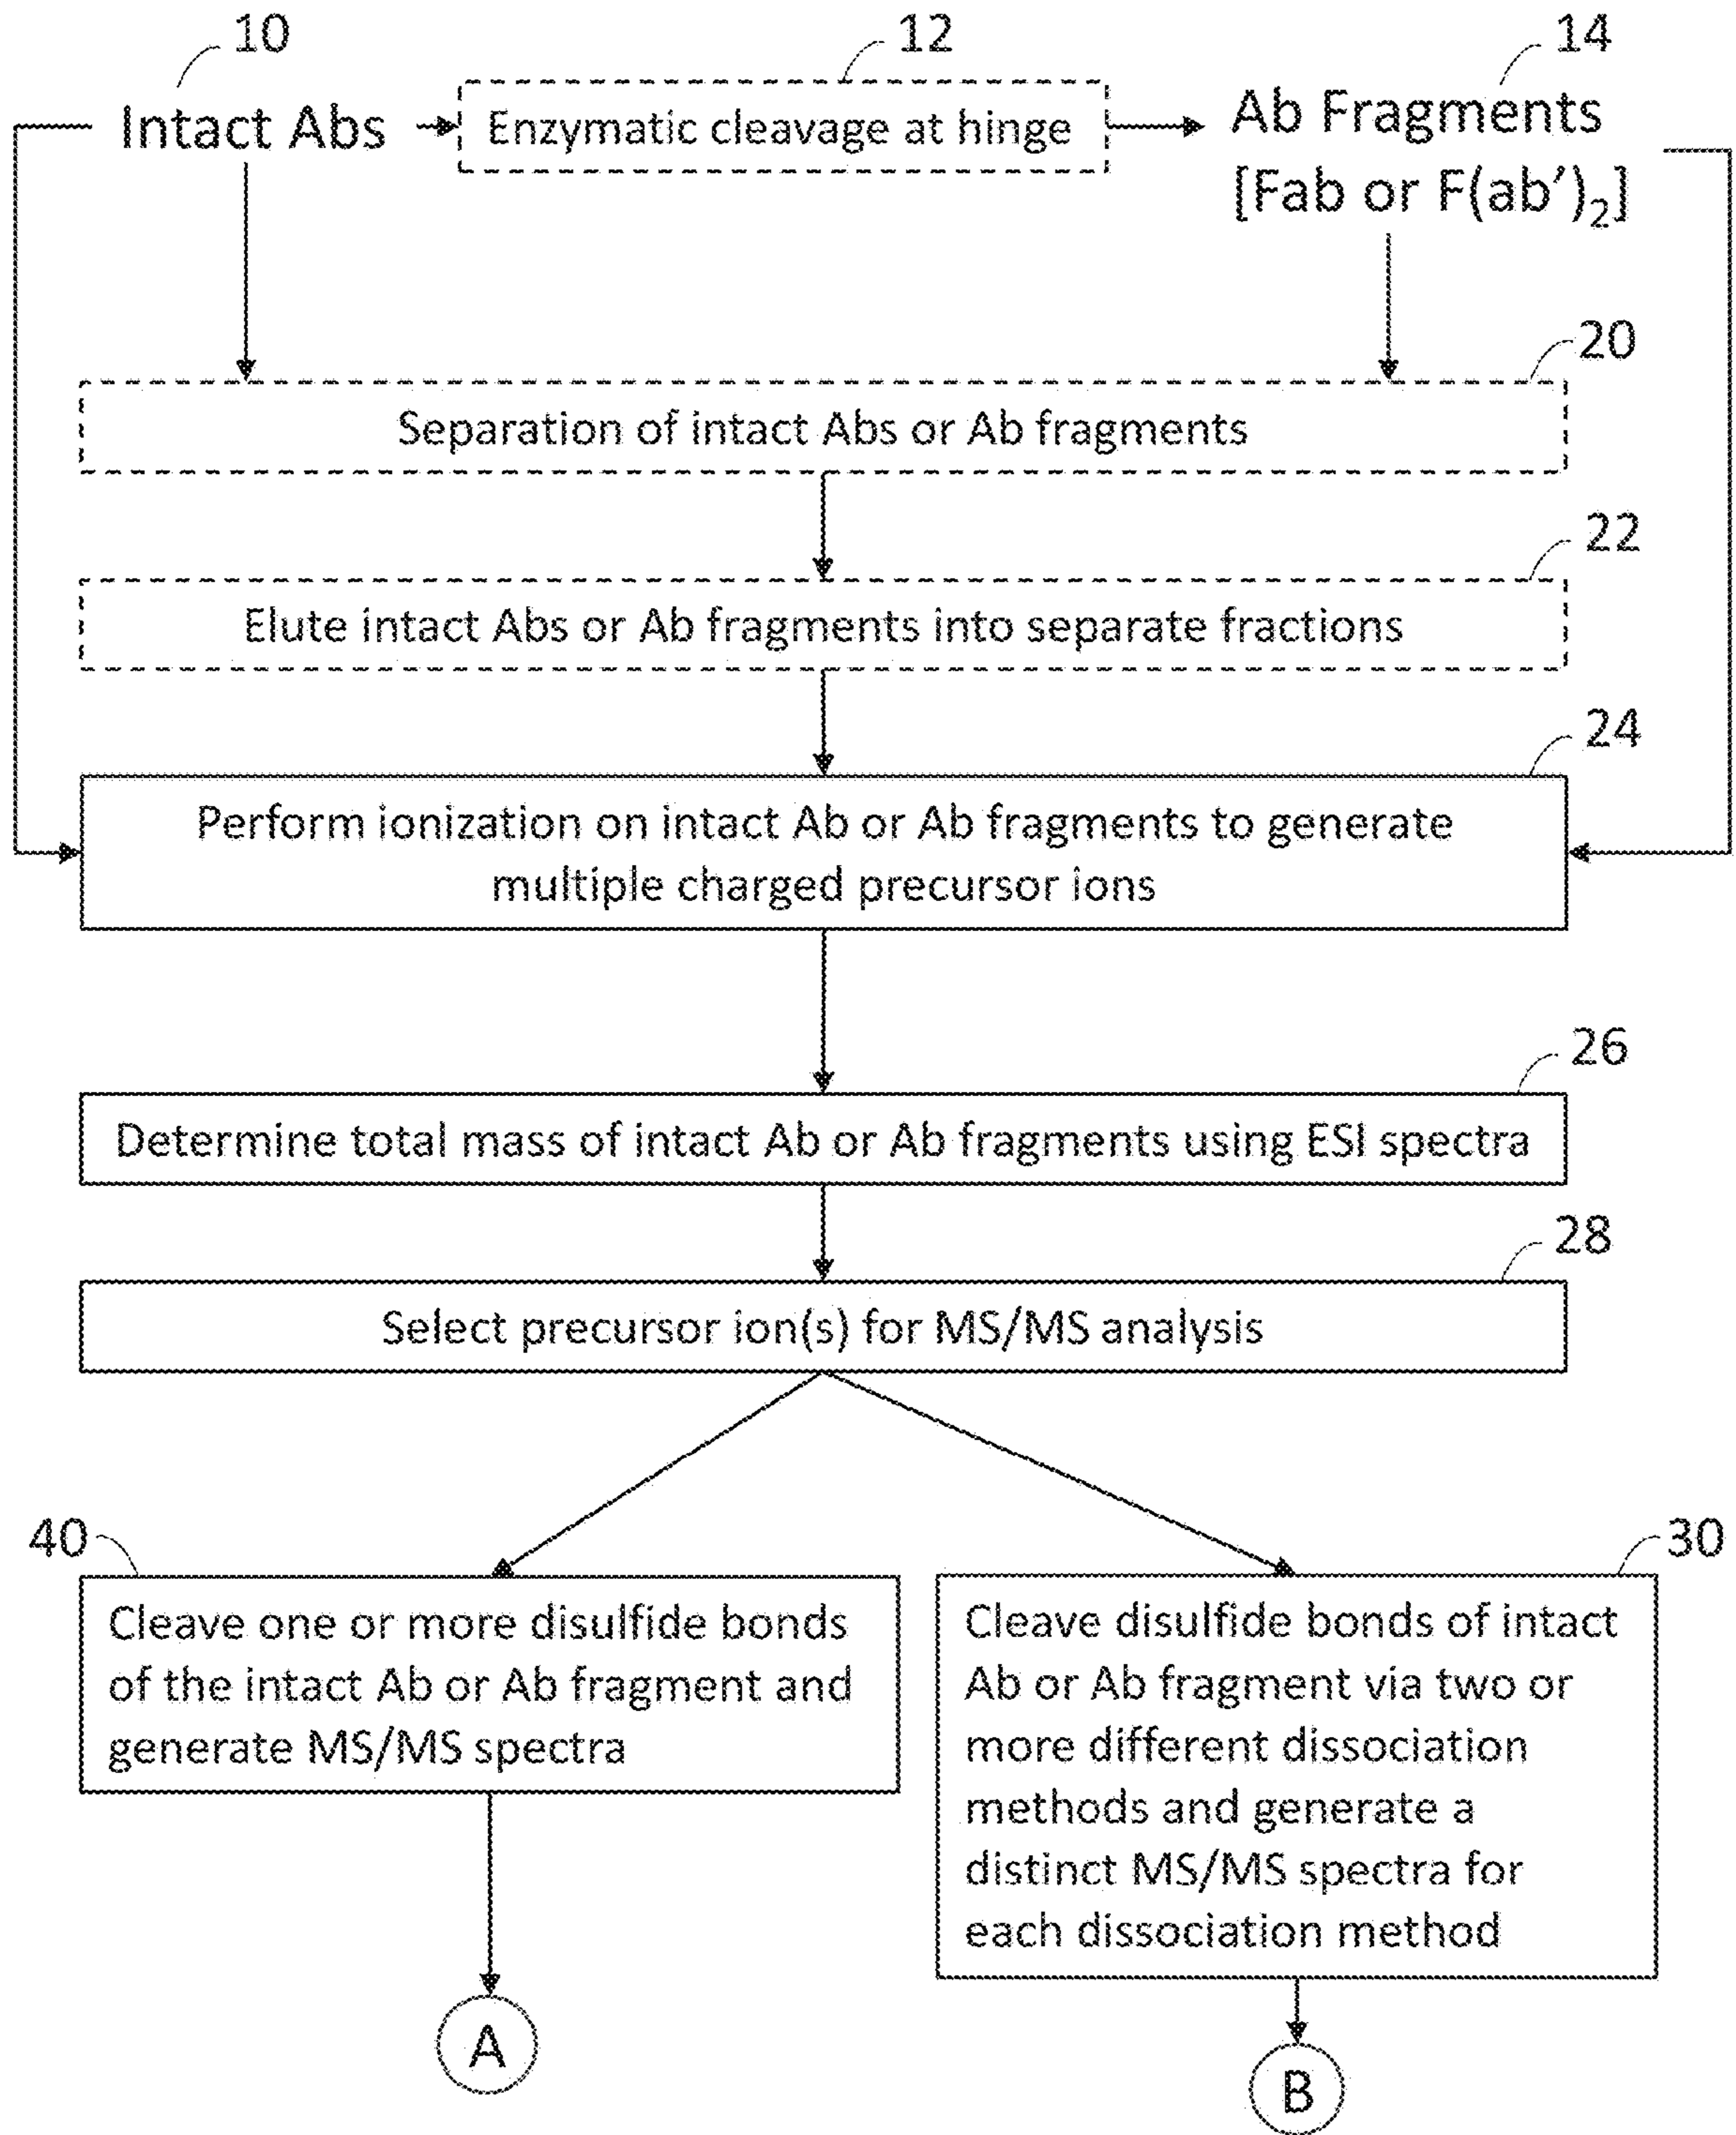 10
12
14
Intact Abs
Enzymatic cleavage at hinge
Ab Fragments
[Fab or F(ab′)₂]
20
Separation of intact Abs or Ab fragments
22
Elute intact Abs or Ab fragments into separate fractions
24
Perform ionization on intact Ab or Ab fragments to generate
multiple charged precursor ions
26
Determine total mass of intact Ab or Ab fragments using ESI spectra
28
Select precursor ion(s) for MS/MS analysis
40
Cleave one or more disulfide bonds
of the intact Ab or Ab fragment and
generate MS/MS spectra
30
Cleave disulfide bonds of intact
Ab or Ab fragment via two or
more different dissociation
methods and generate a
distinct MS/MS spectra for
each dissociation method
A
B